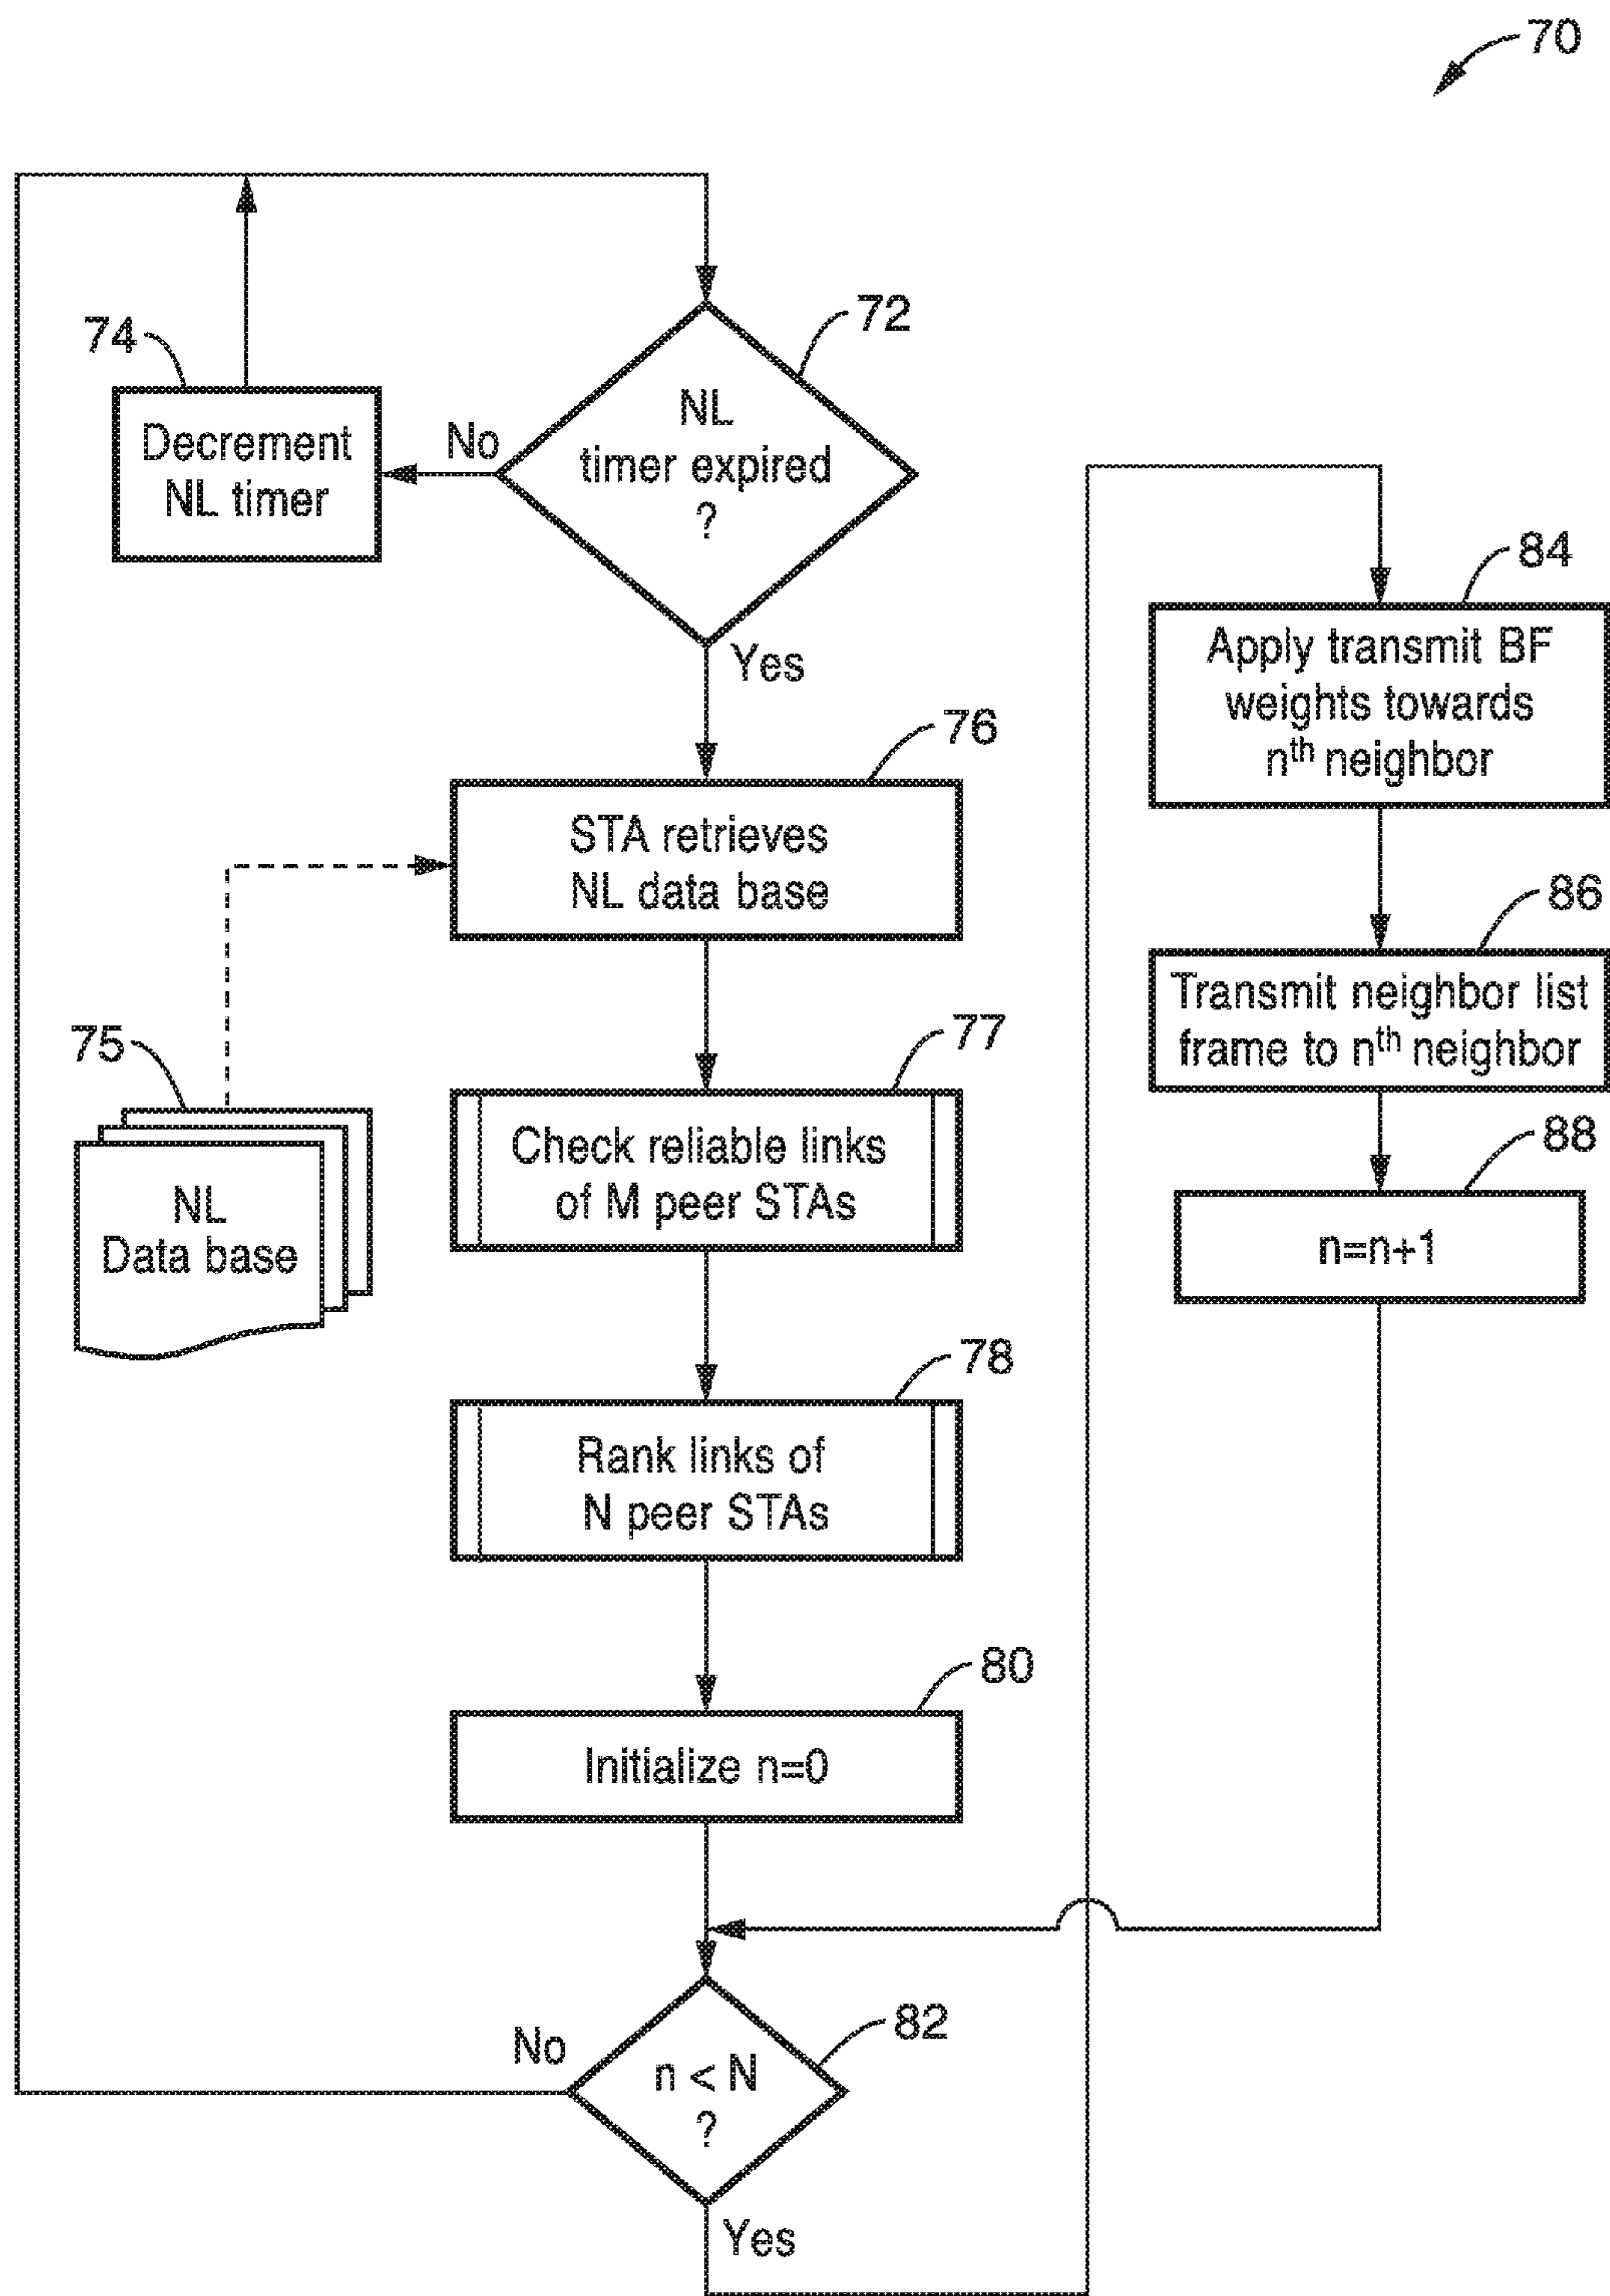 70
72
74
NL
timer expired
?
No
Decrement
NL timer
Yes
76
STA retrieves
NL data base
75
NL
Data base
77
Check reliable links
of M peer STAs
78
Rank links of
N peer STAs
80
Initialize n=0
82
n < N
?
No
Yes
84
Apply transmit BF
weights towards
nth neighbor
86
Transmit neighbor list
frame to nth neighbor
88
n=n+1